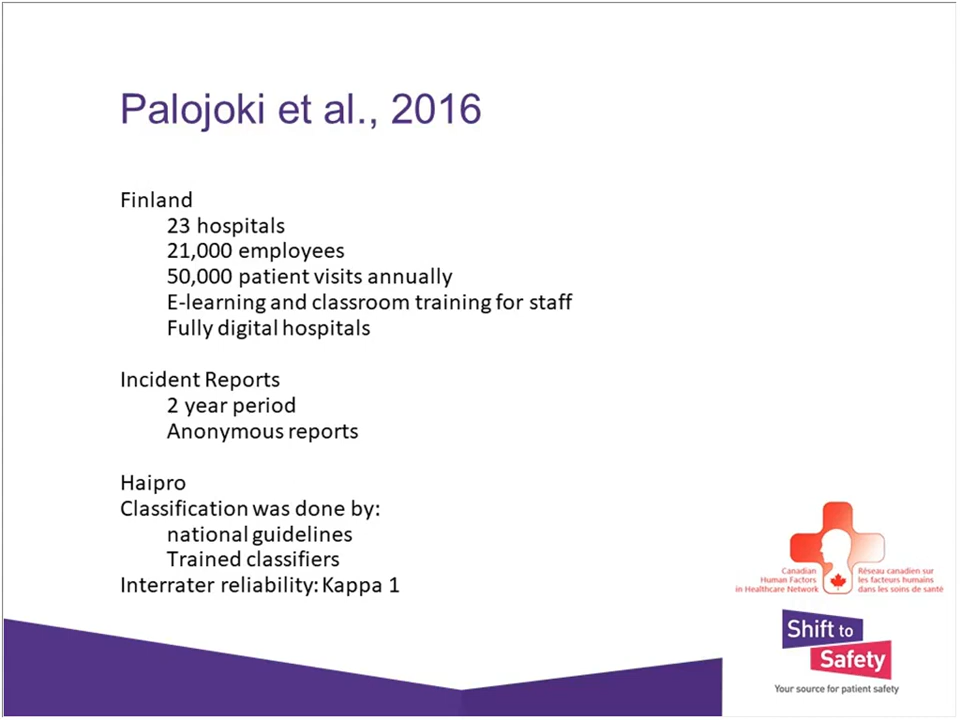 Palojoki et al., 2016
Finland
23 hospitals
21,000 employees
50,000 patient visits annually
E-learning and classroom training for staff
Fully digital hospitals
Incident Reports
2 year period
Anonymous reports
Haipro
Classification was done by:
national guidelines
Trained classifiers
Interrater reliability: Kappa 1
Canadian
Human Factors
in Healthcare Network
Réseau canadien sur
les facteurs humains
dans les soins de santé
Shift to
Safety
Your source for patient safety